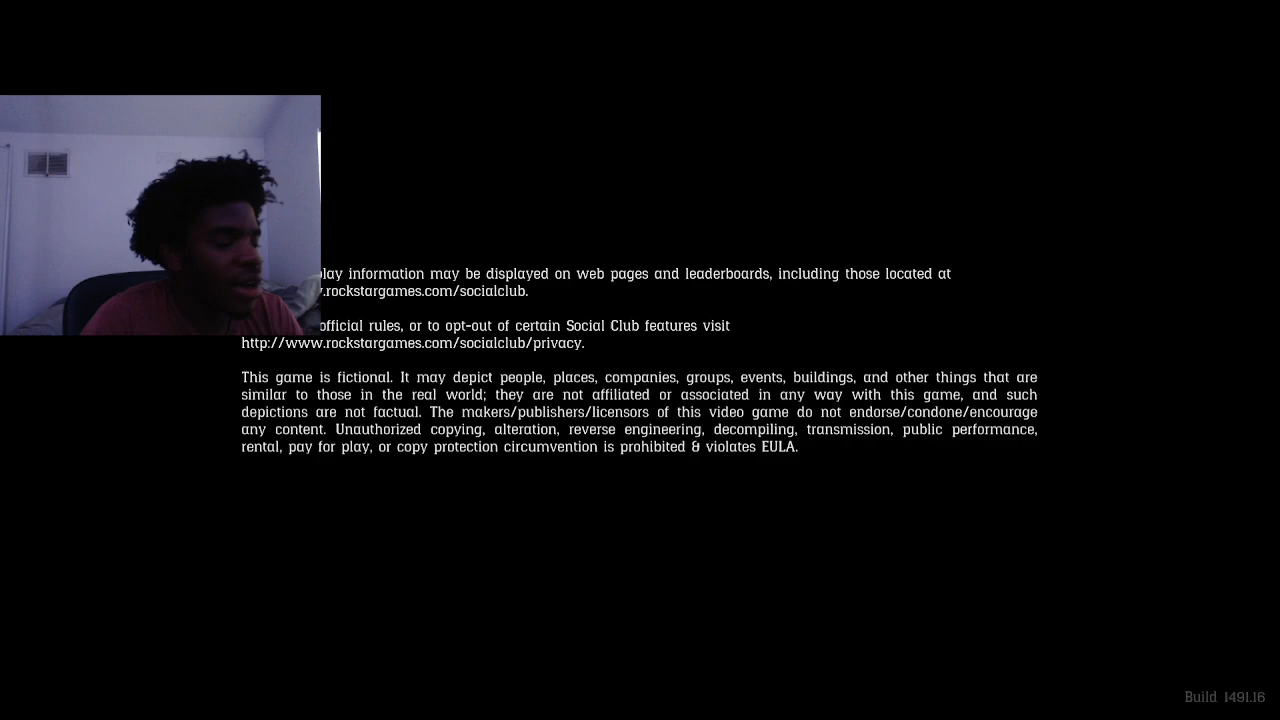 information may be displayed on web pages and leaderboards, including those located at
.rockstargames.com/socialclub.
official rules, or to opt-out of certain Social Club features visit
http://www.rockstargames.com/socialclub/privacy.
This game is fictional. It may depict people, places, companies, groups, events, buildings, and other things that are
similar to those in the real world; they are not affiliated or associated in any way with this game, and such
depictions are not factual. The makers/publishers/licensors of this video game do not endorse/condone/encourage
any content. Unauthorized copying, alteration, reverse engineering, decompiling, transmission, public performance,
rental, pay for play, or copy protection circumvention is prohibited & violates EULA.
Build 1491.16